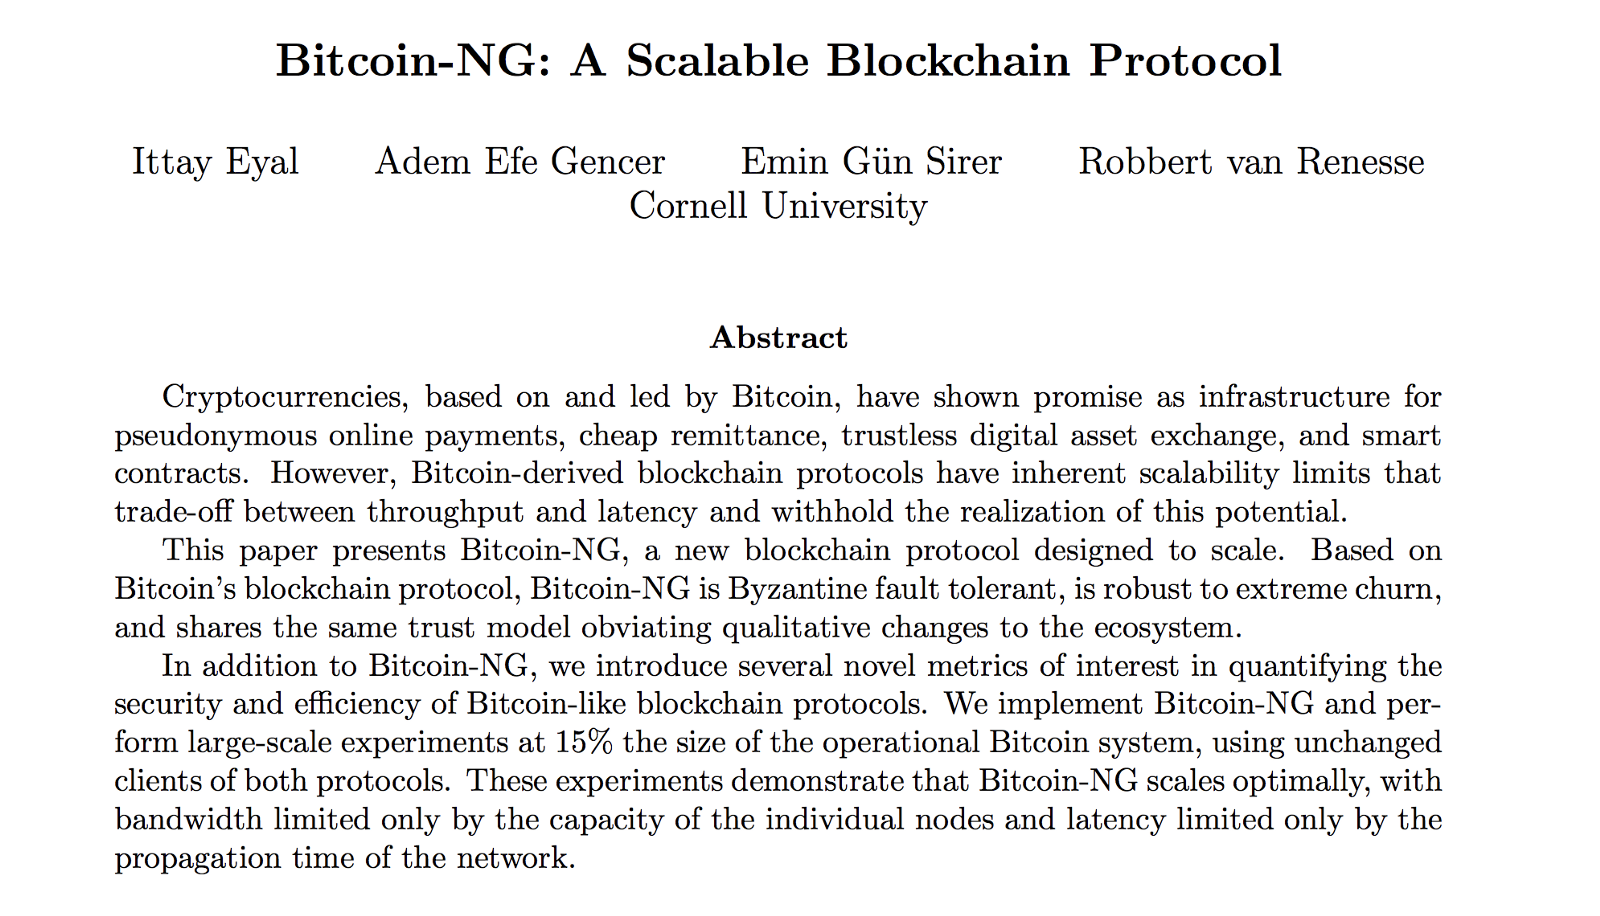 Bitcoin-NG: A Scalable Blockchain Protocol
Ittay Eyal Adem Efe Gencer Emin Gün Sirer Robbert van Renesse
Cornell University
Abstract
Cryptocurrencies, based on and led by Bitcoin, have shown promise as infrastructure for
pseudonymous online payments, cheap remittance, trustless digital asset exchange, and smart
contracts. However, Bitcoin-derived blockchain protocols have inherent scalability limits that
trade-off between throughput and latency and withhold the realization of this potential.
This paper presents Bitcoin-NG, a new blockchain protocol designed to scale. Based on
Bitcoin's blockchain protocol, Bitcoin-NG is Byzantine fault tolerant, is robust to extreme churn,
and shares the same trust model obviating qualitative changes to the ecosystem.
In addition to Bitcoin-NG, we introduce several novel metrics of interest in quantifying the
security and efficiency of Bitcoin-like blockchain protocols. We implement Bitcoin-NG and per-
form large-scale experiments at 15% the size of the operational Bitcoin system, using unchanged
clients of both protocols. These experiments demonstrate that Bitcoin-NG scales optimally, with
bandwidth limited only by the capacity of the individual nodes and latency limited only by the
propagation time of the network.